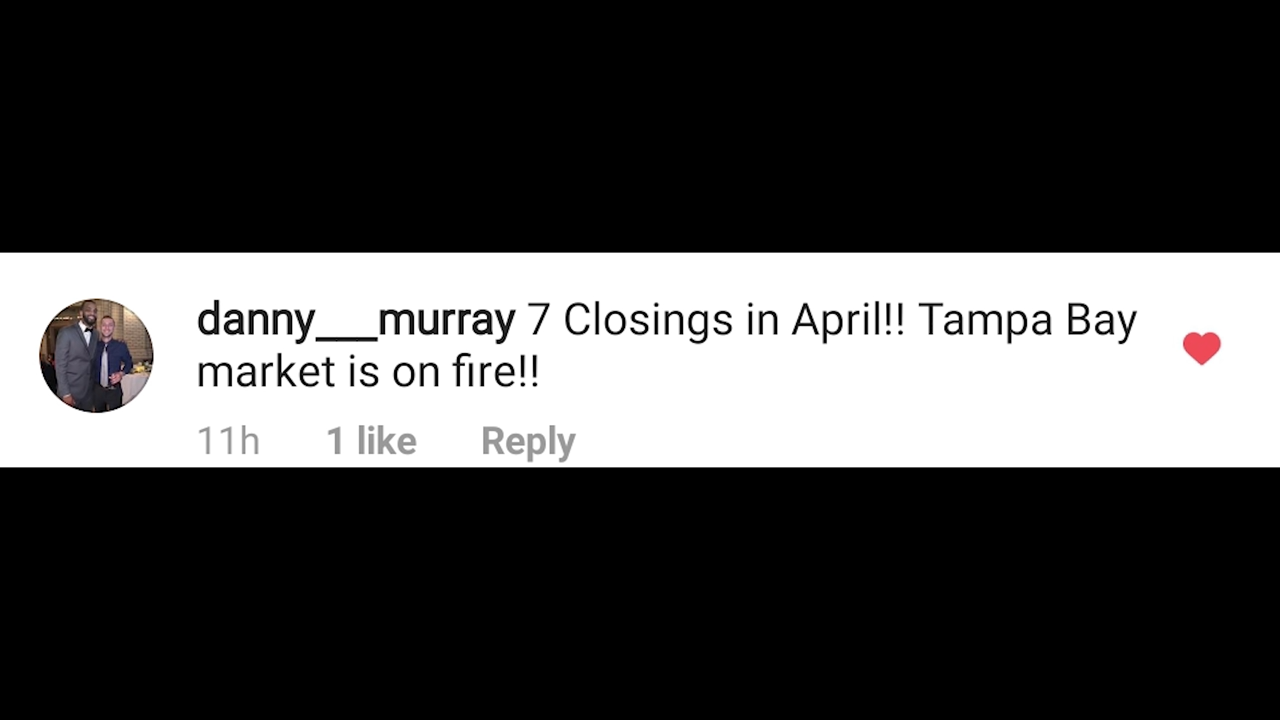 danny___murray 7 Closings in April!! Tampa Bay
market is on fire!!
11h 1 like Reply